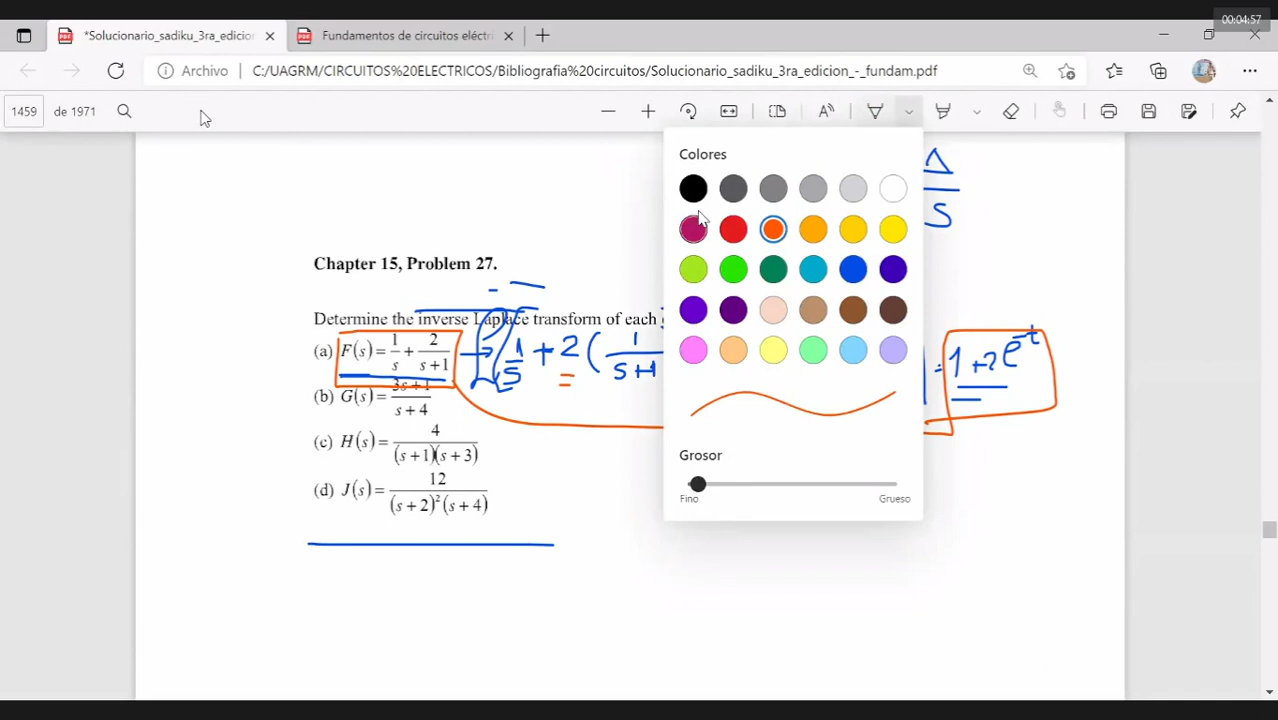 00:04:57
*Solucionario_sadiku_3ra_edicion
Fundamentos de circuitos eléctri
Archivo
C:/UAGRM/CIRCUITOS%20ELECTRICOS/Bibliografia%20circuitos/Solucionario_sadiku_3ra_edicion_-_fundam.pdf
1459 de 1971
Colores
Δ
S
Chapter 15, Problem 27.
Determine the inverse Laplace transform of each
(a) F(s) = 1/s + 2/(s+1) → 1/S + 2 ( 1/(s+1) = 1+2e^-t
(b) G(s) = (3s+1)/(s+4)
(c) H(s) = 4/((s+1)(s+3))
(d) J(s) = 12/((s+2)²(s+4))
Grosor
Fino Grueso